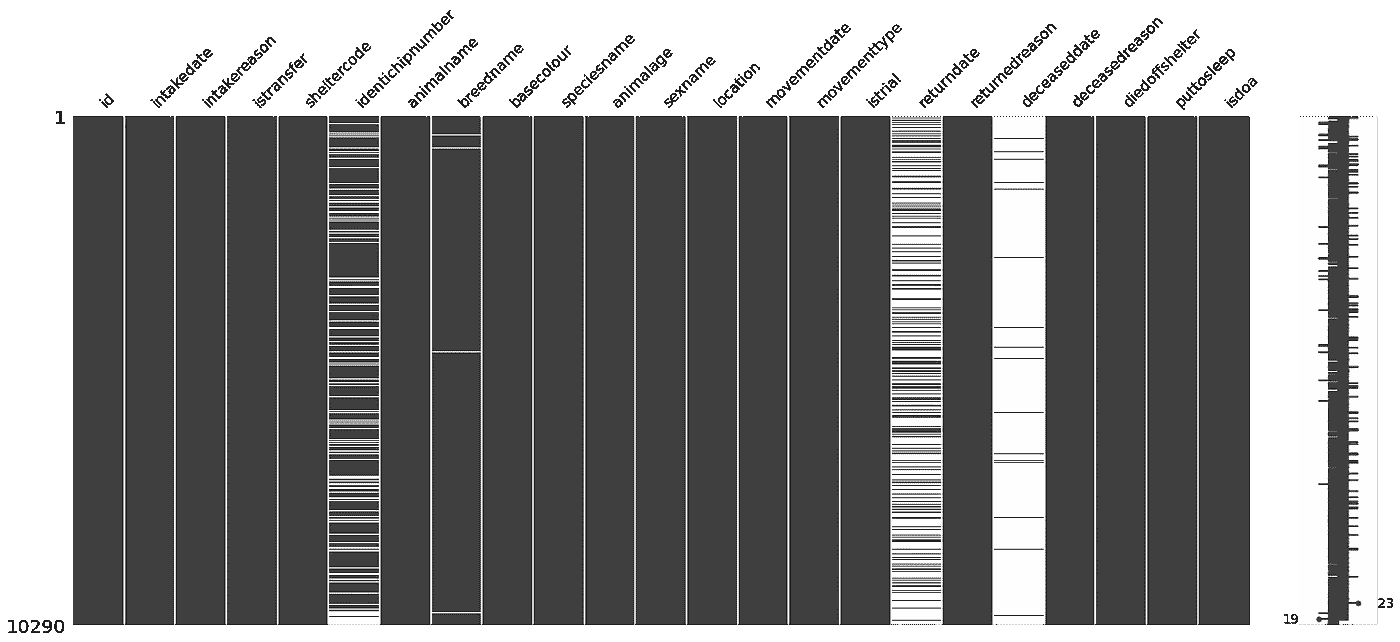 id
intakedate
intakereason
istransfer
sheltercode
identichipnumber
animalname
breedname
basecolour
speciesname
animalage
sexname
location
movementdate
movementtype
istrial
returndate
returnedreason
deceaseddate
deceasedreason
diedoffshelter
puttosleep
isdoa
1
10290
19
23